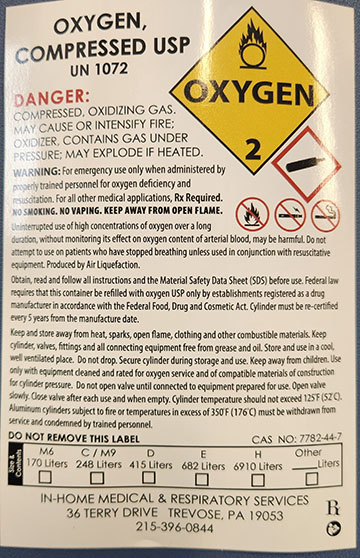 OXYGEN,
COMPRESSED USP
UN 1072
OXYGEN
2
DANGER:
COMPRESSED, OXIDIZING GAS.
MAY CAUSE OR INTENSIFY FIRE;
OXIDIZER, CONTAINS GAS UNDER
PRESSURE; MAY EXPLODE IF HEATED.
WARNING: For emergency use only when administered by
properly trained personnel for oxygen deficiency and
resuscitation. For all other medical applications, Rx Required.
NO SMOKING. NO VAPING. KEEP AWAY FROM OPEN FLAME.
Uninterrupted use of high concentrations of oxygen over a long
duration, without monitoring its effect on oxygen content of arterial blood, may be harmful. Do not
attempt to use on patients who have stopped breathing unless used in conjunction with resuscitative
equipment. Produced by Air Liquefaction.
Obtain, read and follow all instructions and the Material Safety Data Sheet (SDS) before use. Federal law
requires that this container be refilled with oxygen USP only by establishments registered as a drug
manufacturer in accordance with the Federal Food, Drug and Cosmetic Act. Cylinder must be re-certified
every 5 years from the manufacture date.
Keep and store away from heat, sparks, open flame, clothing and other combustible materials. Keep
cylinder, valves, fittings and all connecting equipment free from grease and oil. Store and use in a cool,
well ventilated place. Do not drop. Secure cylinder during storage and use. Keep away from children. Use
only with equipment cleaned and rated for oxygen service and of compatible materials of construction
for cylinder pressure. Do not open valve until connected to equipment prepared for use. Open valve
slowly. Close valve after each use and when empty. Cylinder temperature should not exceed 125˚F (52˚C).
Aluminum cylinders subject to fire or temperatures in excess of 350˚F (176˚C) must be withdrawn from
service and condemned by trained personnel.
DO NOT REMOVE THIS LABEL CAS NO: 7782-44-7
Size & Contents
M6 C / M9 D E H Other
170 Liters 248 Liters 415 Liters 682 Liters 6910 Liters ____Liters
IN-HOME MEDICAL & RESPIRATORY SERVICES
36 TERRY DRIVE TREVOSE, PA 19053
215-396-0844
Rx